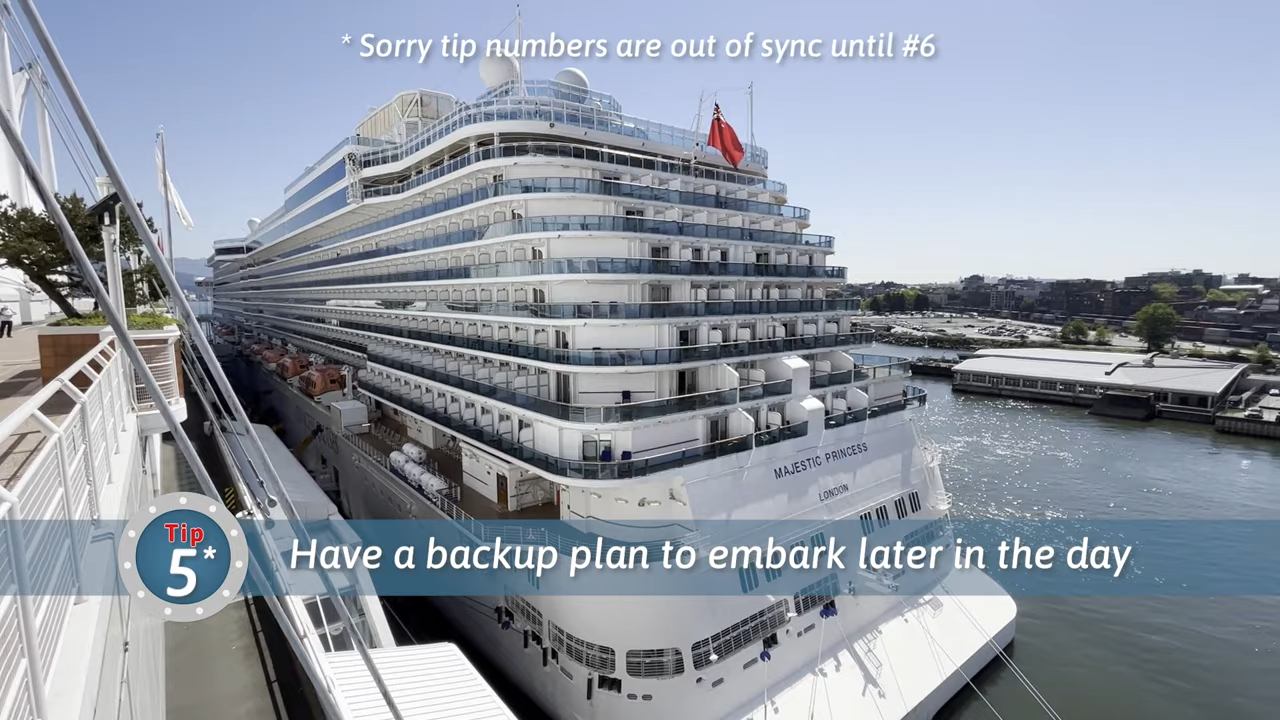 * Sorry tip numbers are out of sync until #6
MAJESTIC PRINCESS
LONDON
Tip
5*
Have a backup plan to embark later in the day